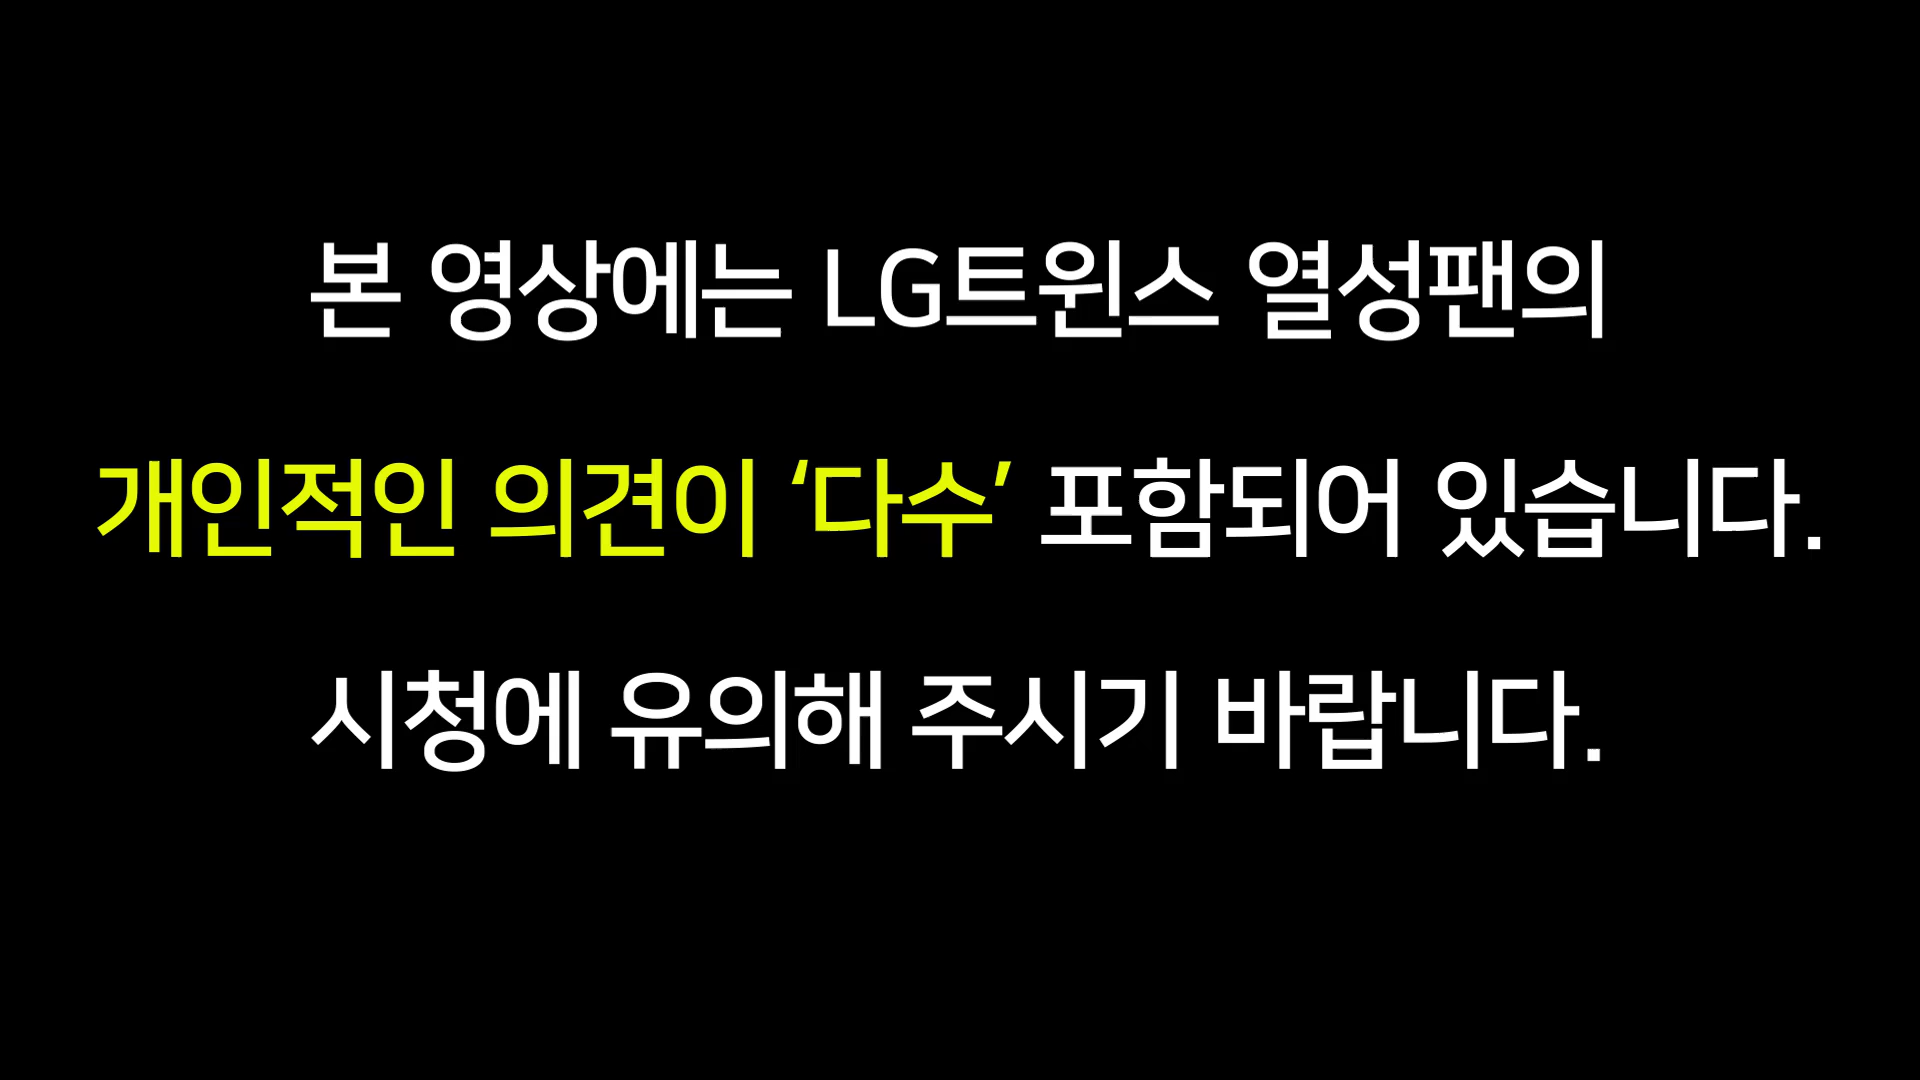 본 영상에는 LG트윈스 열성팬의
개인적인 의견이 ‘다수’ 포함되어 있습니다.
시청에 유의해 주시기 바랍니다.